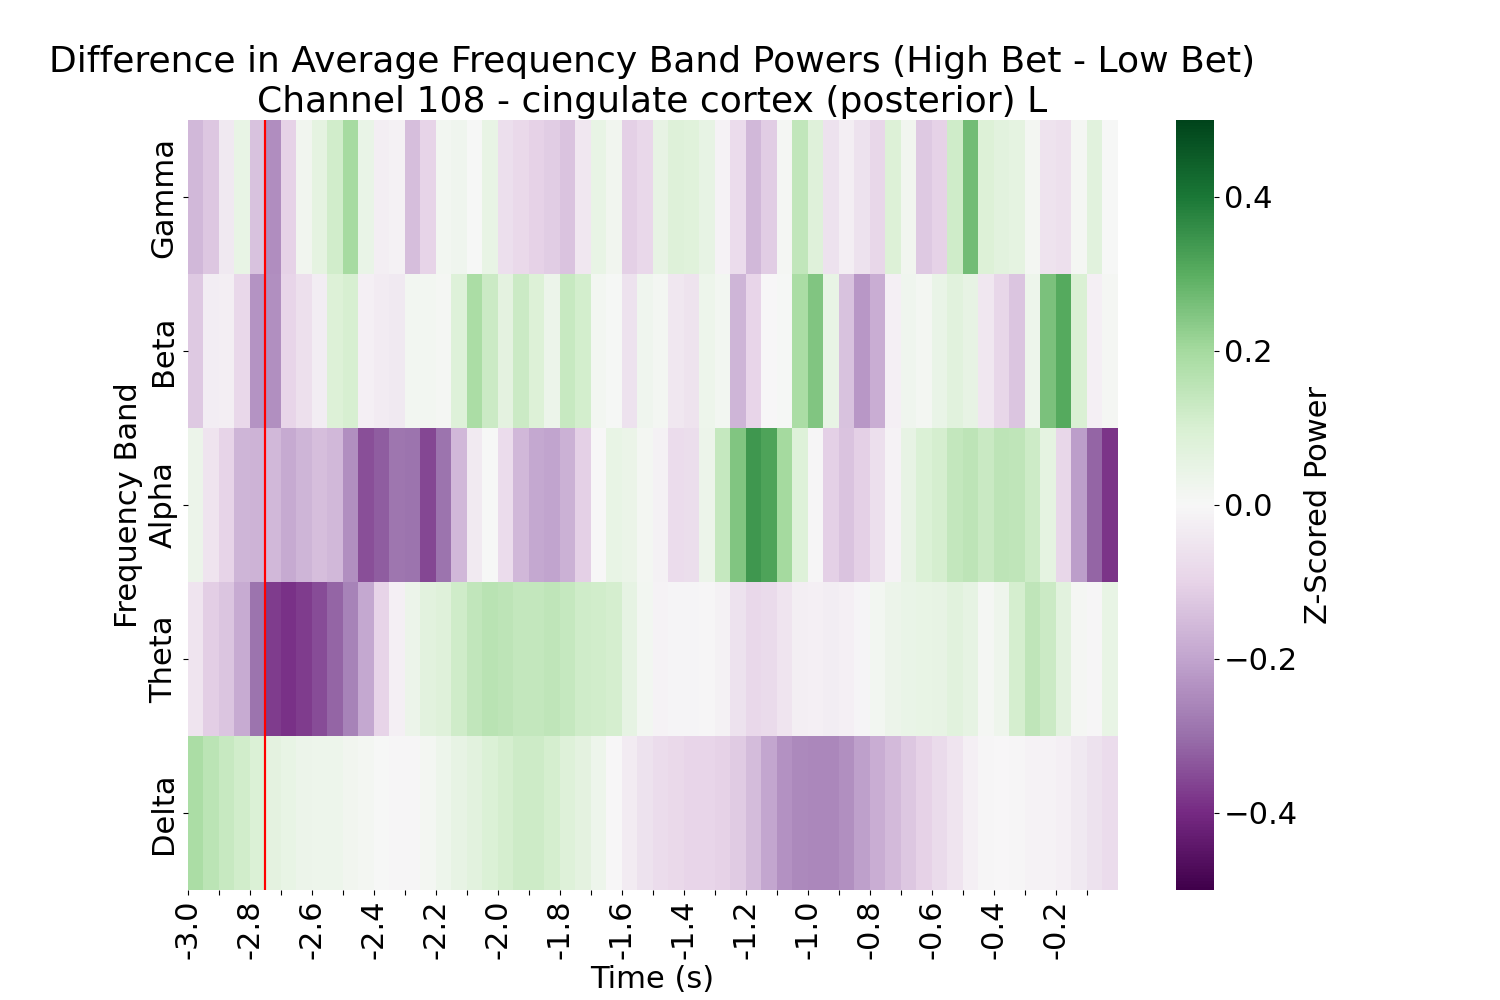 Difference in Average Frequency Band Powers (High Bet - Low Bet)
Channel 108 - cingulate cortex (posterior) L
Frequency Band
Gamma
Beta
Alpha
Theta
Delta
-3.0
-2.8
-2.6
-2.4
-2.2
-2.0
-1.8
-1.6
-1.4
-1.2
-1.0
-0.8
-0.6
-0.4
-0.2
Time (s)
0.4
0.2
0.0
−0.2
−0.4
Z-Scored Power